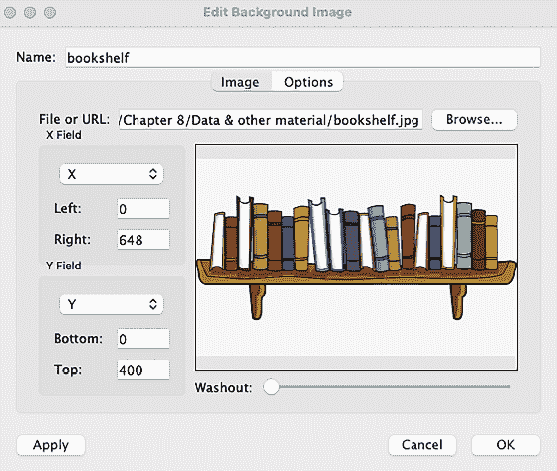 Edit Background Image
Name: bookshelf
Image Options
File or URL: /Chapter 8/Data & other material/bookshelf.jpg Browse...
X Field
X
Left: 0
Right: 648
Y Field
Y
Bottom: 0
Top: 400
Washout:
Apply Cancel OK